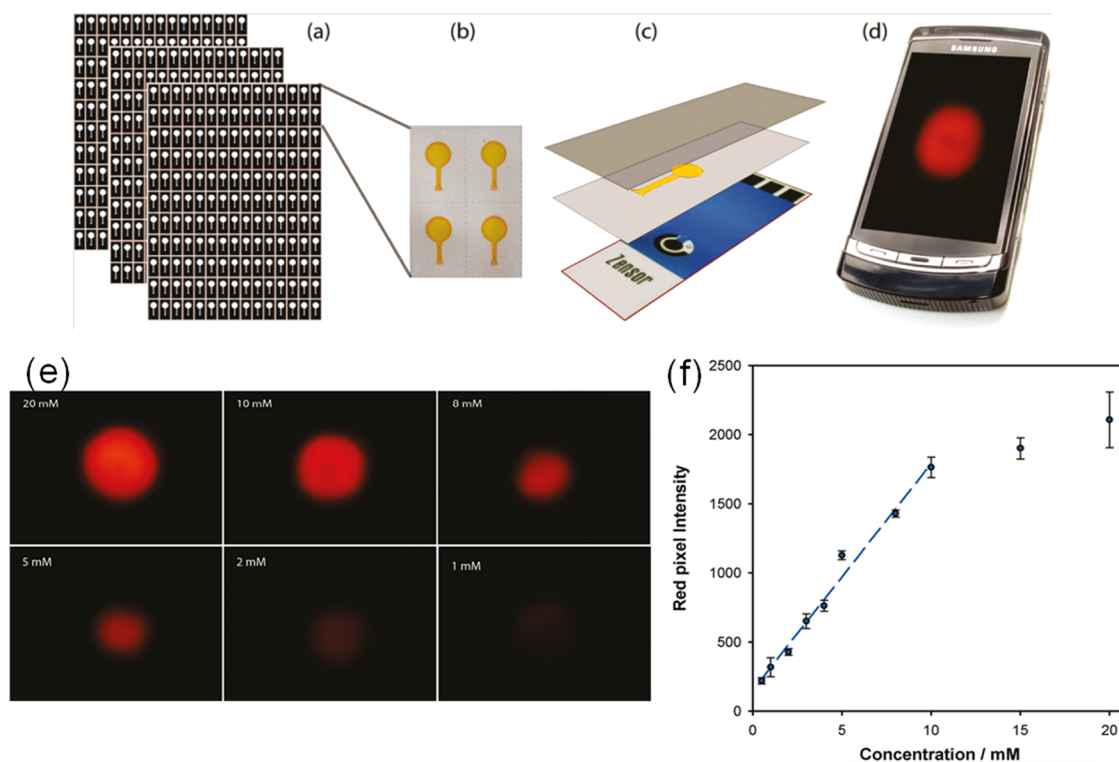 (a)
(b)
(c)
(d)
SAMSUNG
Zensor
(e)
20 mM
10 mM
8 mM
5 mM
2 mM
1 mM
(f)
2500
2000
1500
1000
500
0
Red pixel Intensity
0
5
10
15
20
Concentration / mM